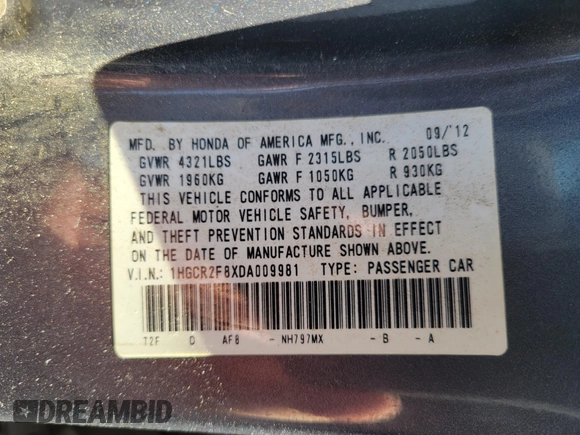 MFD. BY HONDA OF AMERICA MFG., INC. 09/'12
GVWR 4321LBS GAWR F 2315LBS R 2050LBS
GVWR 1960KG GAWR F 1050KG R 930KG
THIS VEHICLE CONFORMS TO ALL APPLICABLE
FEDERAL MOTOR VEHICLE SAFETY, BUMPER,
AND THEFT PREVENTION STANDARDS IN EFFECT
ON THE DATE OF MANUFACTURE SHOWN ABOVE.
V.I.N.: 1HGCR2F8XDA009981 TYPE: PASSENGER CAR
T2F D AF8 - NH797MX - B - A
DREAMBID